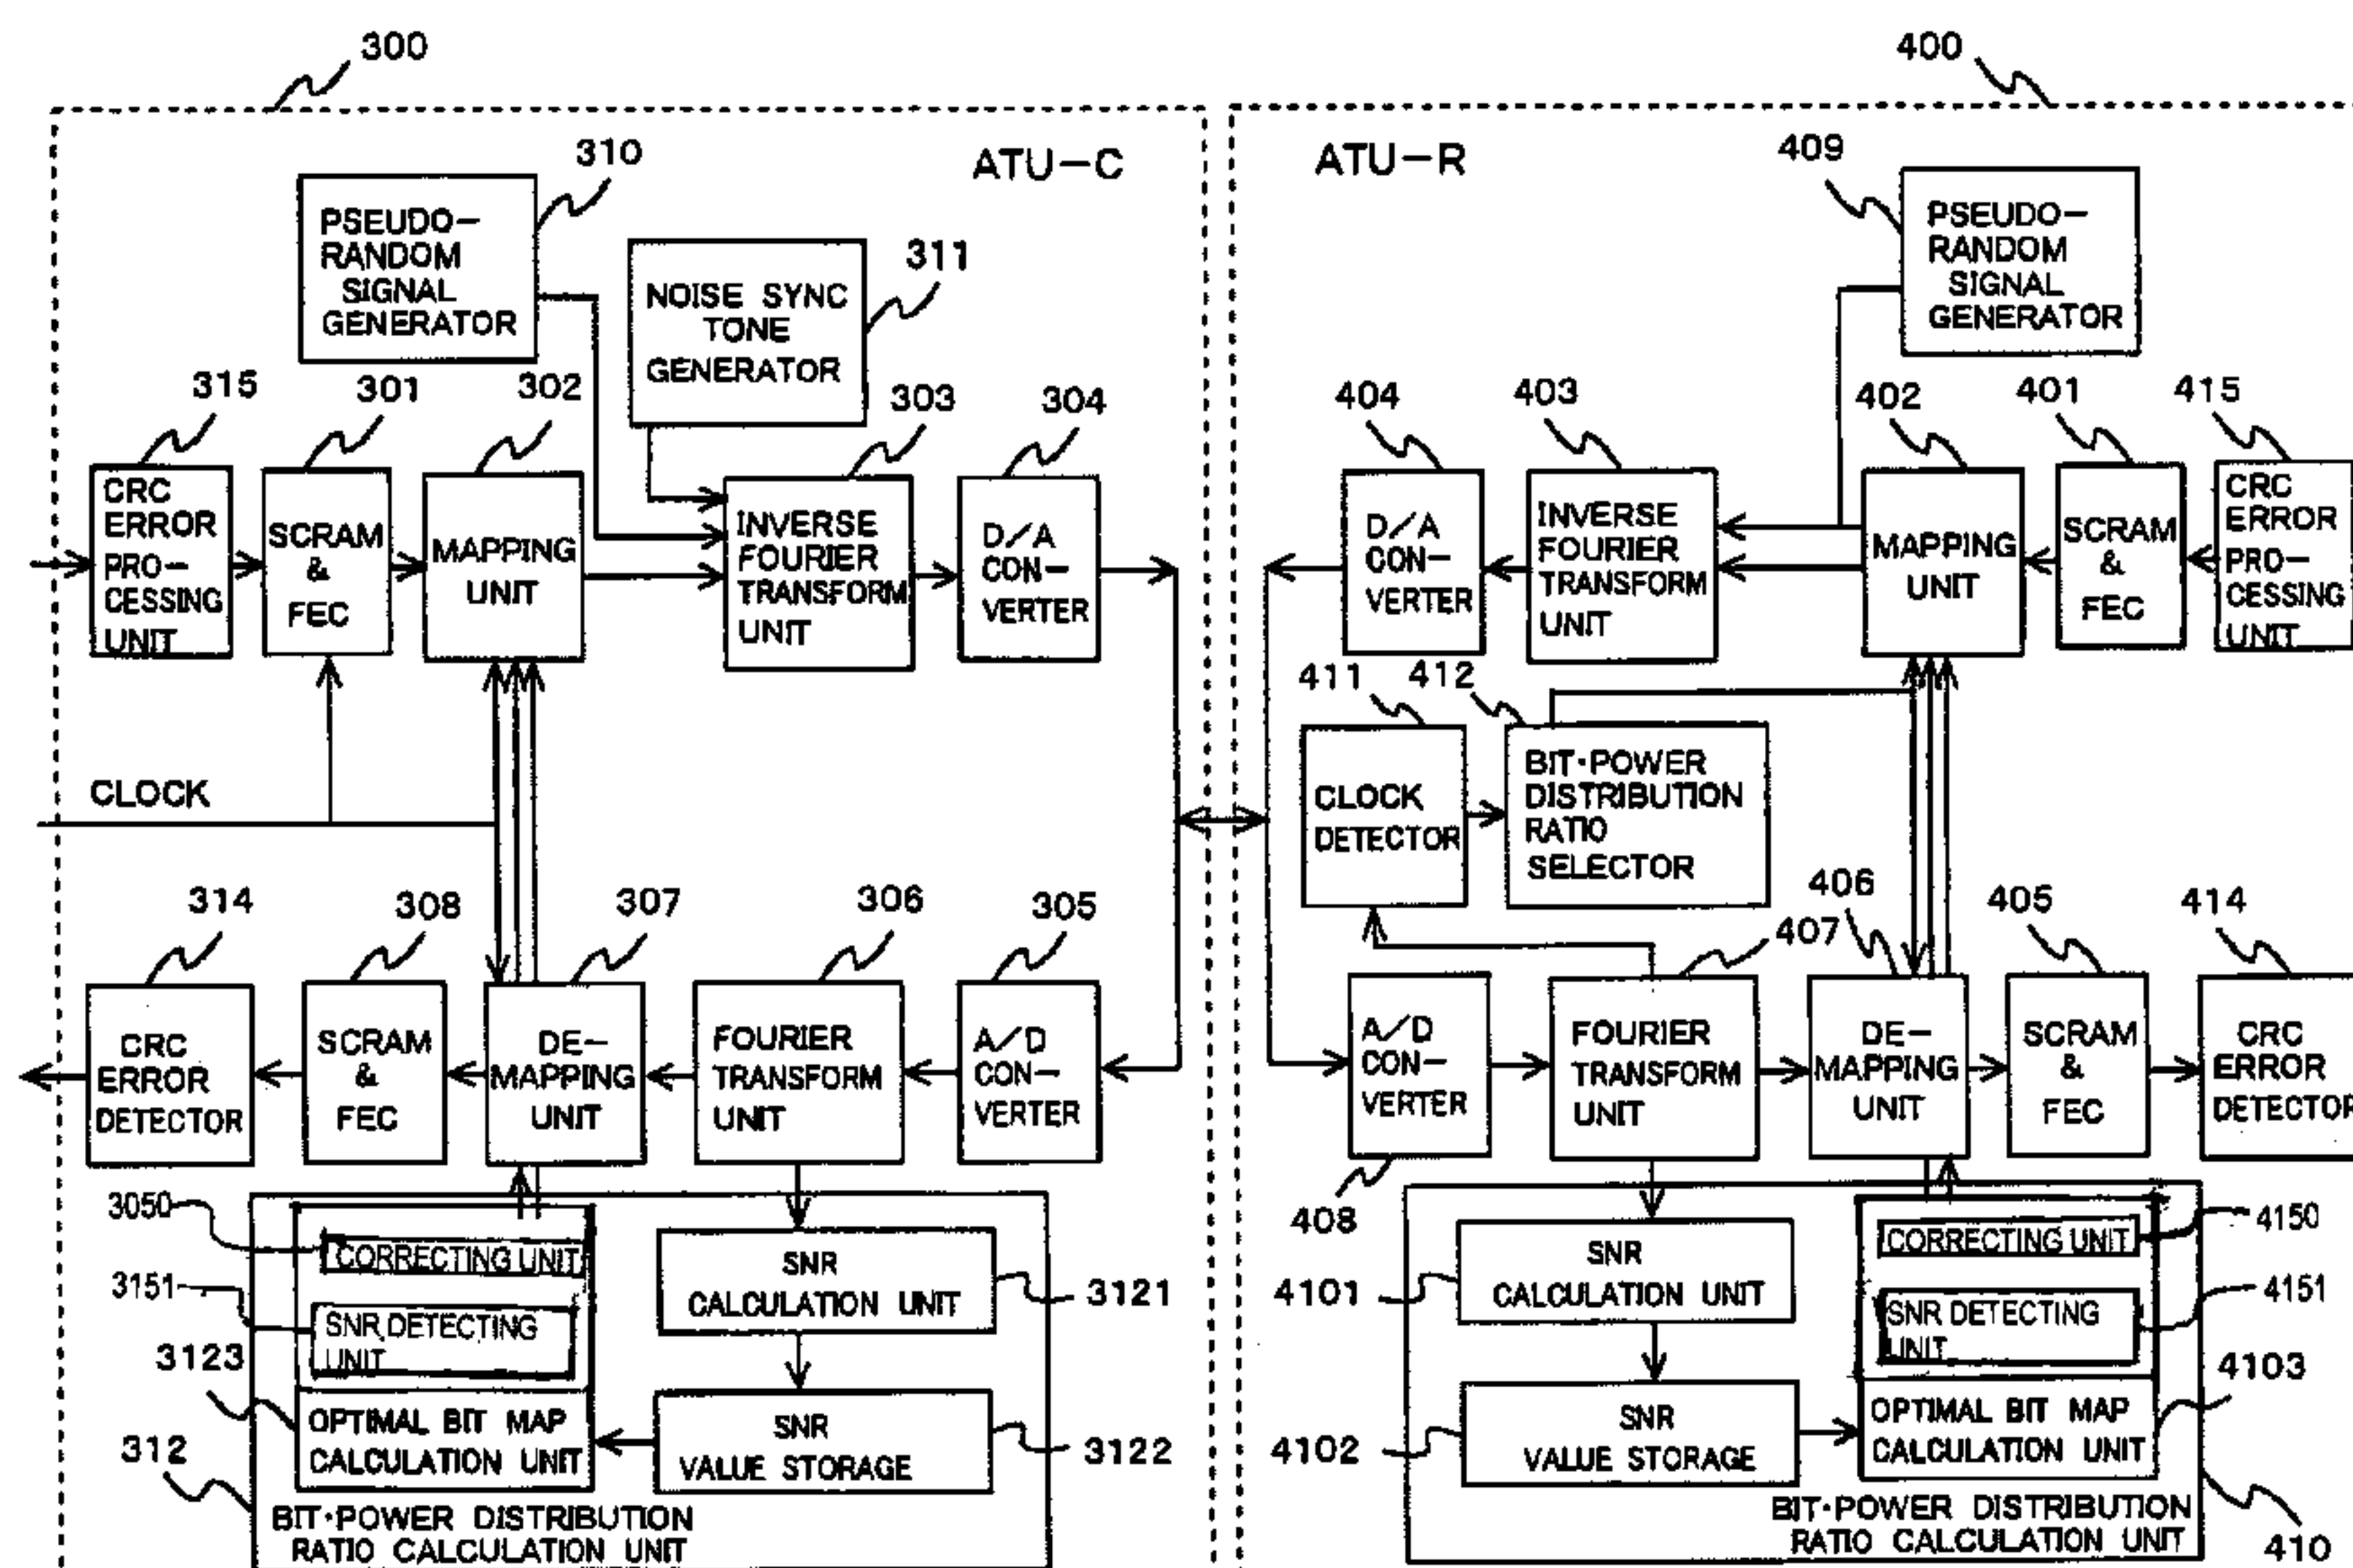 300
400
ATU-C
ATU-R
310
PSEUDO-
RANDOM
SIGNAL
GENERATOR
311
NOISE SYNC
TONE
GENERATOR
409
PSEUDO-
RANDOM
SIGNAL
GENERATOR
315
CRC
ERROR
PRO-
CESSING
UNIT
301
SCRAM
&
FEC
302
MAPPING
UNIT
303
INVERSE
FOURIER
TRANSFORM
UNIT
304
D/A
CON-
VERTER
404
D/A
CON-
VERTER
403
INVERSE
FOURIER
TRANSFORM
UNIT
402
MAPPING
UNIT
401
SCRAM
&
FEC
415
CRC
ERROR
PRO-
CESSING
UNIT
CLOCK
411
CLOCK
DETECTOR
412
BIT·POWER
DISTRIBUTION
RATIO
SELECTOR
314
CRC
ERROR
DETECTOR
308
SCRAM
&
FEC
307
DE-
MAPPING
UNIT
306
FOURIER
TRANSFORM
UNIT
305
A/D
CON-
VERTER
408
A/D
CON-
VERTER
407
FOURIER
TRANSFORM
UNIT
406
DE-
MAPPING
UNIT
405
SCRAM
&
FEC
414
CRC
ERROR
DETECTOR
3050
CORRECTING UNIT
3151
SNR DETECTING
UNIT
3123
OPTIMAL BIT MAP
CALCULATION UNIT
SNR
CALCULATION UNIT
3121
SNR
VALUE STORAGE
3122
312
BIT·POWER DISTRIBUTION
RATIO CALCULATION UNIT
4101
SNR
CALCULATION UNIT
4102
SNR
VALUE STORAGE
CORRECTING UNIT
4150
SNR DETECTING
UNIT
4151
4103
OPTIMAL BIT MAP
CALCULATION UNIT
BIT·POWER DISTRIBUTION
RATIO CALCULATION UNIT
410